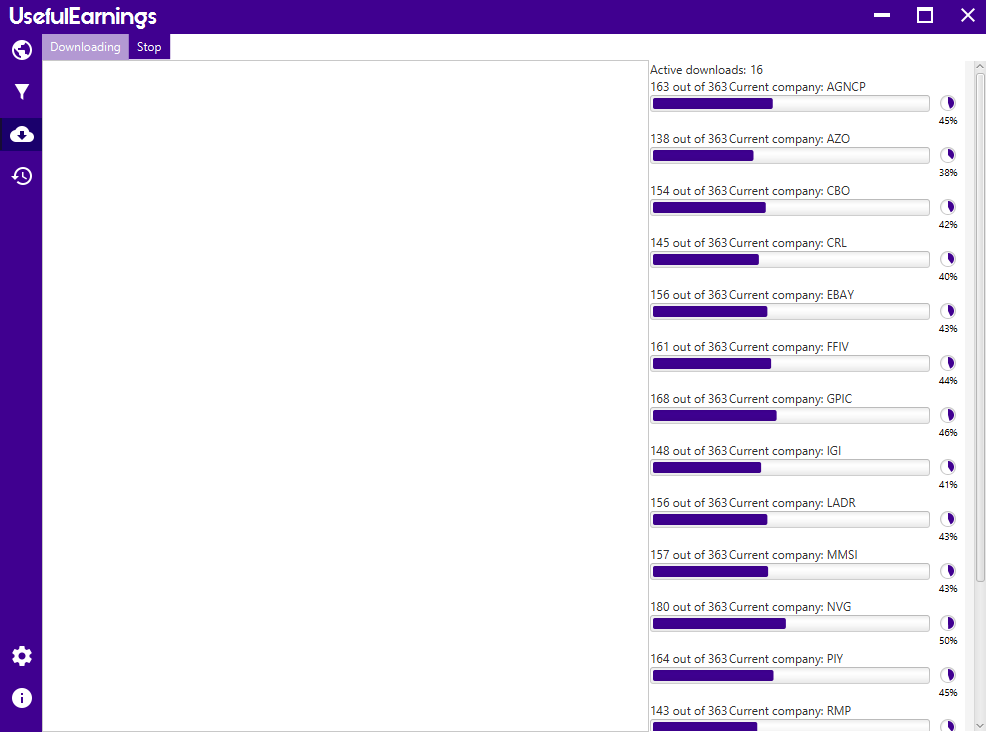 UsefulEarnings
Downloading Stop
Active downloads: 16
163 out of 363 Current company: AGNCP
45%
138 out of 363 Current company: AZO
38%
154 out of 363 Current company: CBO
42%
145 out of 363 Current company: CRL
40%
156 out of 363 Current company: EBAY
43%
161 out of 363 Current company: FFIV
44%
168 out of 363 Current company: GPIC
46%
148 out of 363 Current company: IGI
41%
156 out of 363 Current company: LADR
43%
157 out of 363 Current company: MMSI
43%
180 out of 363 Current company: NVG
50%
164 out of 363 Current company: PIY
45%
143 out of 363 Current company: RMP